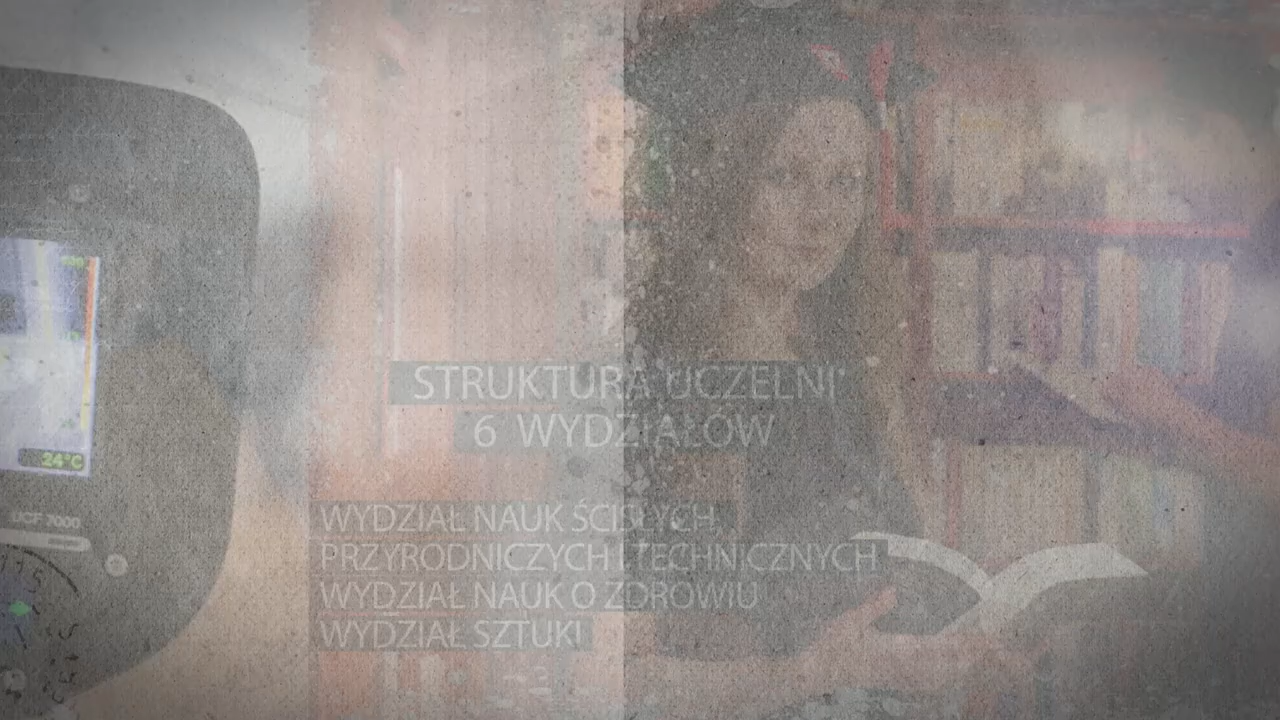 STRUKTURA UCZELNI
6 WYDZIAŁÓW
WYDZIAŁ NAUK ŚCISŁYCH,
PRZYRODNICZYCH I TECHNICZNYCH
WYDZIAŁ NAUK O ZDROWIU
WYDZIAŁ SZTUKI
24°C
UCF 7000